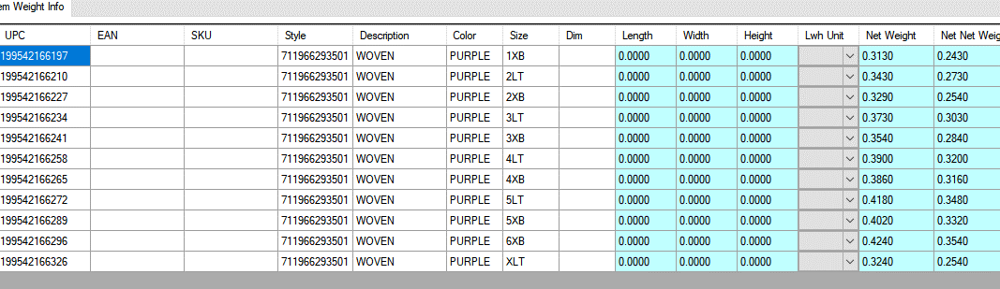 em Weight Info
UPC EAN SKU Style Description Color Size Dim Length Width Height Lwh Unit Net Weight Net Net Weig
199542166197 711966293501 WOVEN PURPLE 1XB 0.0000 0.0000 0.0000 0.3130 0.2430
199542166210 711966293501 WOVEN PURPLE 2LT 0.0000 0.0000 0.0000 0.3430 0.2730
199542166227 711966293501 WOVEN PURPLE 2XB 0.0000 0.0000 0.0000 0.3290 0.2540
199542166234 711966293501 WOVEN PURPLE 3LT 0.0000 0.0000 0.0000 0.3730 0.3030
199542166241 711966293501 WOVEN PURPLE 3XB 0.0000 0.0000 0.0000 0.3540 0.2840
199542166258 711966293501 WOVEN PURPLE 4LT 0.0000 0.0000 0.0000 0.3900 0.3200
199542166265 711966293501 WOVEN PURPLE 4XB 0.0000 0.0000 0.0000 0.3860 0.3160
199542166272 711966293501 WOVEN PURPLE 5LT 0.0000 0.0000 0.0000 0.4180 0.3480
199542166289 711966293501 WOVEN PURPLE 5XB 0.0000 0.0000 0.0000 0.4020 0.3320
199542166296 711966293501 WOVEN PURPLE 6XB 0.0000 0.0000 0.0000 0.4240 0.3540
199542166326 711966293501 WOVEN PURPLE XLT 0.0000 0.0000 0.0000 0.3240 0.2540